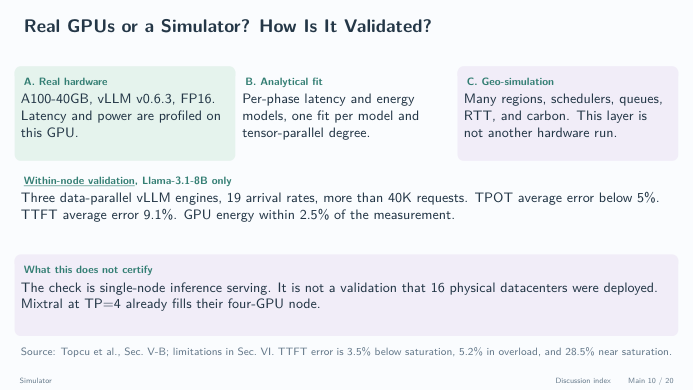 Real GPUs or a Simulator? How Is It Validated?
A. Real hardware
A100-40GB, vLLM v0.6.3, FP16.
Latency and power are profiled on
this GPU.
B. Analytical fit
Per-phase latency and energy
models, one fit per model and
tensor-parallel degree.
C. Geo-simulation
Many regions, schedulers, queues,
RTT, and carbon. This layer is
not another hardware run.
Within-node validation, Llama-3.1-8B only
Three data-parallel vLLM engines, 19 arrival rates, more than 40K requests. TPOT average error below 5%.
TTFT average error 9.1%. GPU energy within 2.5% of the measurement.
What this does not certify
The check is single-node inference serving. It is not a validation that 16 physical datacenters were deployed.
Mixtral at TP=4 already fills their four-GPU node.
Source: Topcu et al., Sec. V-B; limitations in Sec. VI. TTFT error is 3.5% below saturation, 5.2% in overload, and 28.5% near saturation.
Simulator
Discussion index Main 10 / 20